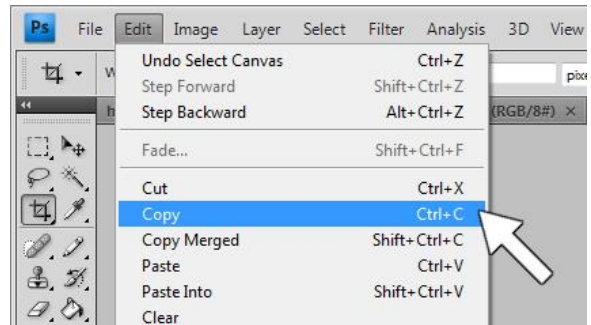 Ps File Edit Image Layer Select Filter Analysis 3D View
Undo Select Canvas Ctrl+Z
Step Forward Shift+Ctrl+Z
Step Backward Alt+Ctrl+Z
(RGB/8#) ×
Fade... Shift+Ctrl+F
Cut Ctrl+X
Copy Ctrl+C
Copy Merged Shift+Ctrl+C
Paste Ctrl+V
Paste Into Shift+Ctrl+V
Clear